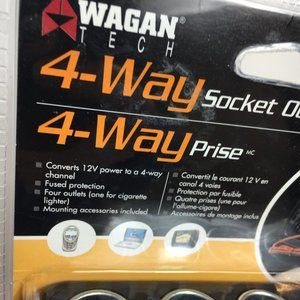 WAGAN
TECH
4-Way Socket
4-Way Prise MC
Converts 12V power to a 4-way
channel
Fused protection
Four outlets (one for cigarette
lighter)
Mounting accessories included
Convertit le courant 12 V en
canal 4 voies
Protection par fusible
Quatre prises (une pour
l'allume-cigare)
Accessoires de montage inclus